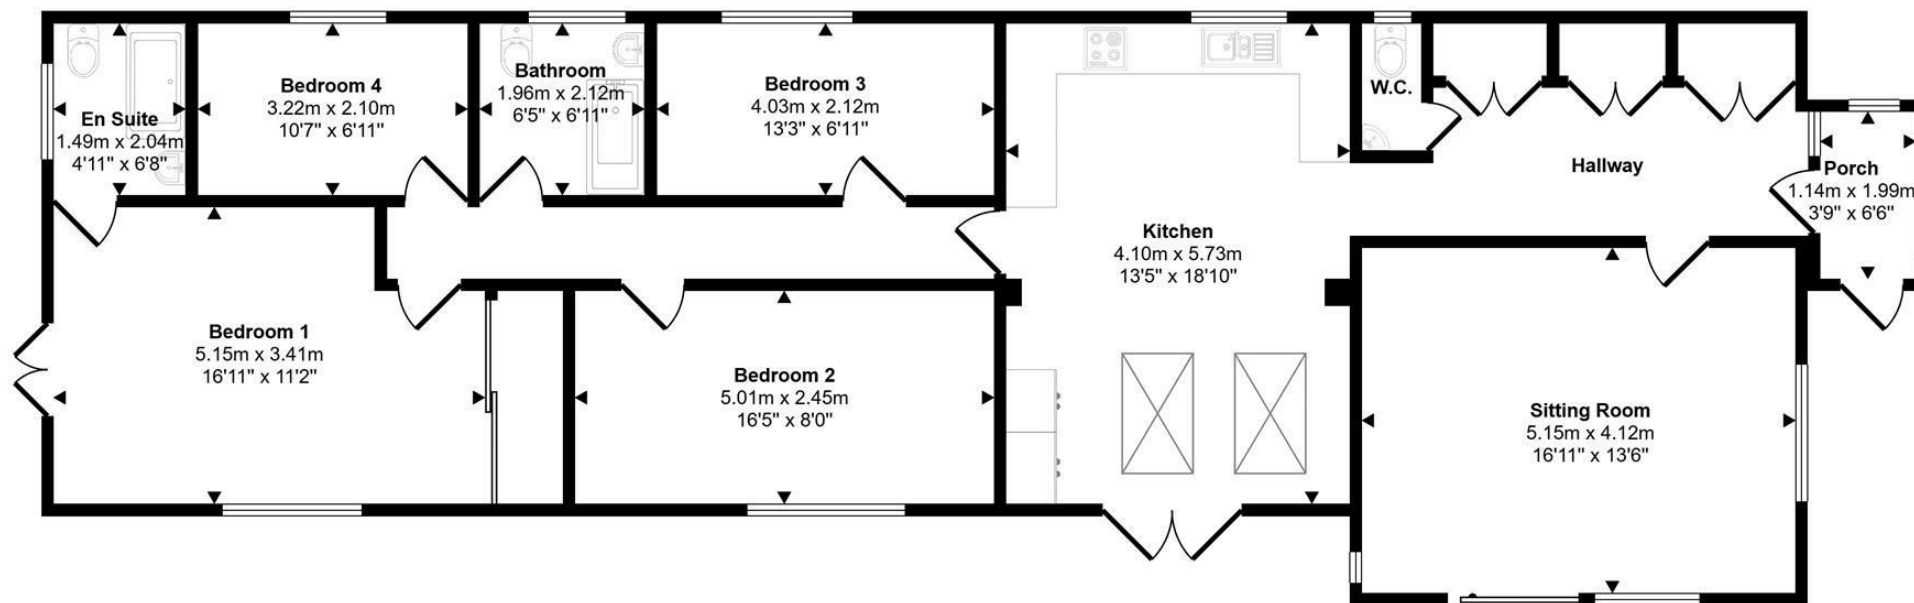 En Suite
1.49m x 2.04m
4'11" x 6'8"
Bedroom 4
3.22m x 2.10m
10'7" x 6'11"
Bathroom
1.96m x 2.12m
6'5" x 6'11"
Bedroom 3
4.03m x 2.12m
13'3" x 6'11"
W.C.
Hallway
Porch
1.14m x 1.99m
3'9" x 6'6"
Kitchen
4.10m x 5.73m
13'5" x 18'10"
Bedroom 1
5.15m x 3.41m
16'11" x 11'2"
Bedroom 2
5.01m x 2.45m
16'5" x 8'0"
Sitting Room
5.15m x 4.12m
16'11" x 13'6"